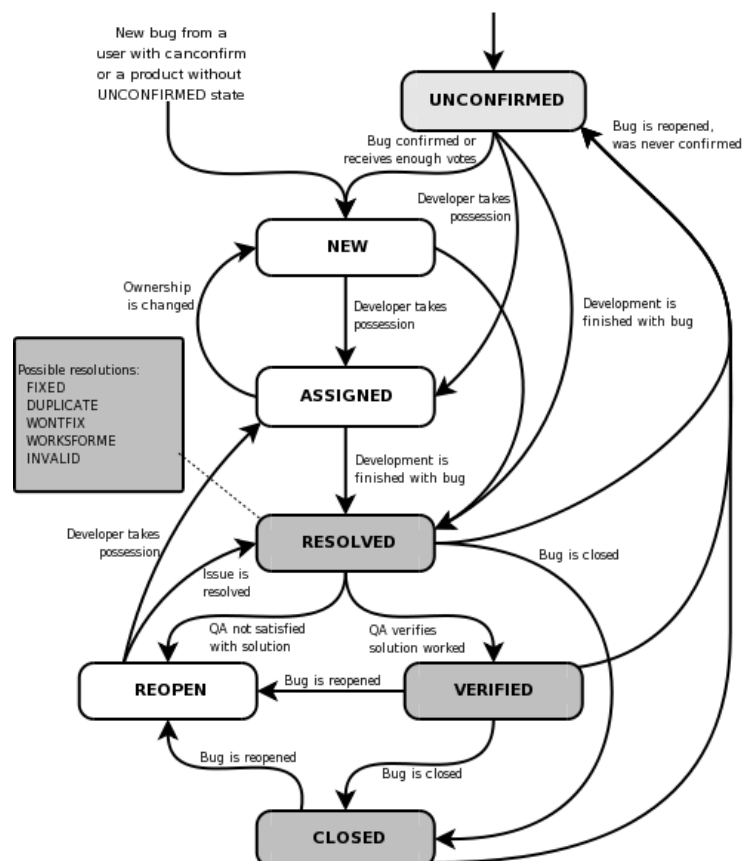 New bug from a
user with canconfirm
or a product without
UNCONFIRMED state
UNCONFIRMED
Bug is reopened,
was never confirmed
Bug confirmed or
receives enough votes
Developer takes
possession
NEW
Ownership
is changed
Developer takes
possession
Development is
finished with bug
Possible resolutions:
FIXED
DUPLICATE
WONTFIX
WORKSFORME
INVALID
ASSIGNED
Development is
finished with bug
Developer takes
possession
RESOLVED
Bug is closed
Issue is
resolved
QA not satisfied
with solution
QA verifies
solution worked
REOPEN
Bug is reopened
VERIFIED
Bug is reopened
Bug is closed
CLOSED